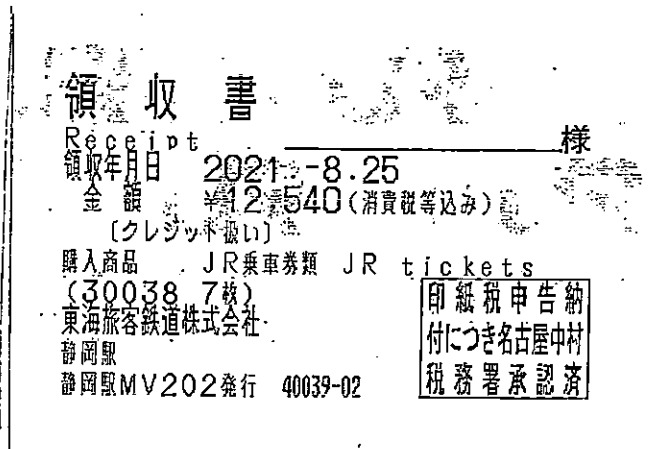 領収書
Receipt 様
領収年月日 2021.-8.25
金額 ¥12,540(消費税等込み)
〔クレジット扱い〕
購入商品 JR乗車券類 JR tickets
(30038 7枚)
東海旅客鉄道株式会社
静岡駅
静岡駅MV202発行 40039-02
印紙税申告納
付につき名古屋中村
税務署承認済